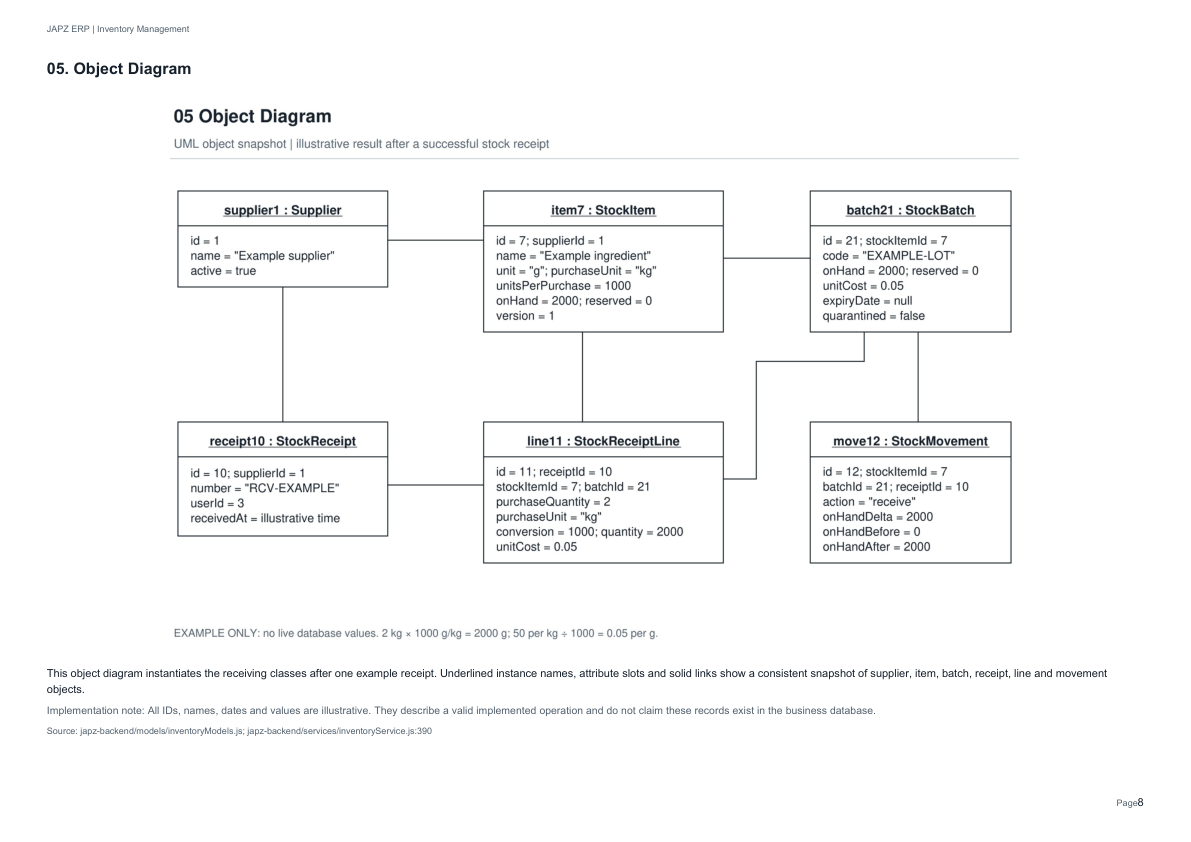 JAPZ ERP | Inventory Management
05. Object Diagram
05 Object Diagram
UML object snapshot | illustrative result after a successful stock receipt
supplier1 : Supplier
id = 1
name = "Example supplier"
active = true
item7 : StockItem
id = 7; supplierId = 1
name = "Example ingredient"
unit = "g"; purchaseUnit = "kg"
unitsPerPurchase = 1000
onHand = 2000; reserved = 0
version = 1
batch21 : StockBatch
id = 21; stockItemId = 7
code = "EXAMPLE-LOT"
onHand = 2000; reserved = 0
unitCost = 0.05
expiryDate = null
quarantined = false
receipt10 : StockReceipt
id = 10; supplierId = 1
number = "RCV-EXAMPLE"
userId = 3
receivedAt = illustrative time
line11 : StockReceiptLine
id = 11; receiptId = 10
stockItemId = 7; batchId = 21
purchaseQuantity = 2
purchaseUnit = "kg"
conversion = 1000; quantity = 2000
unitCost = 0.05
move12 : StockMovement
id = 12; stockItemId = 7
batchId = 21; receiptId = 10
action = "receive"
onHandDelta = 2000
onHandBefore = 0
onHandAfter = 2000
EXAMPLE ONLY: no live database values. 2 kg × 1000 g/kg = 2000 g; 50 per kg ÷ 1000 = 0.05 per g.
This object diagram instantiates the receiving classes after one example receipt. Underlined instance names, attribute slots and solid links show a consistent snapshot of supplier, item, batch, receipt, line and movement
objects.
Implementation note: All IDs, names, dates and values are illustrative. They describe a valid implemented operation and do not claim these records exist in the business database.
Source: japz-backend/models/inventoryModels.js; japz-backend/services/inventoryService.js:390
Page8